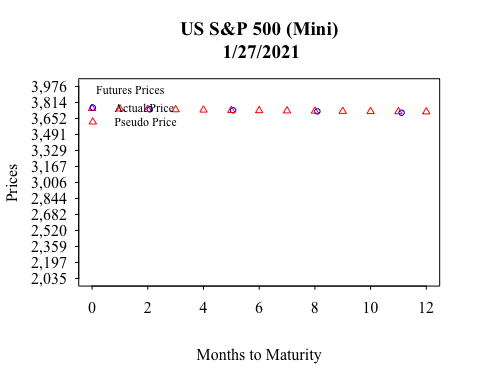 US S&P 500 (Mini)
1/27/2021
Futures Prices
Actual Price
Pseudo Price
Prices
3,976
3,814
3,652
3,491
3,329
3,167
3,006
2,844
2,682
2,520
2,359
2,197
2,035
0 2 4 6 8 10 12
Months to Maturity